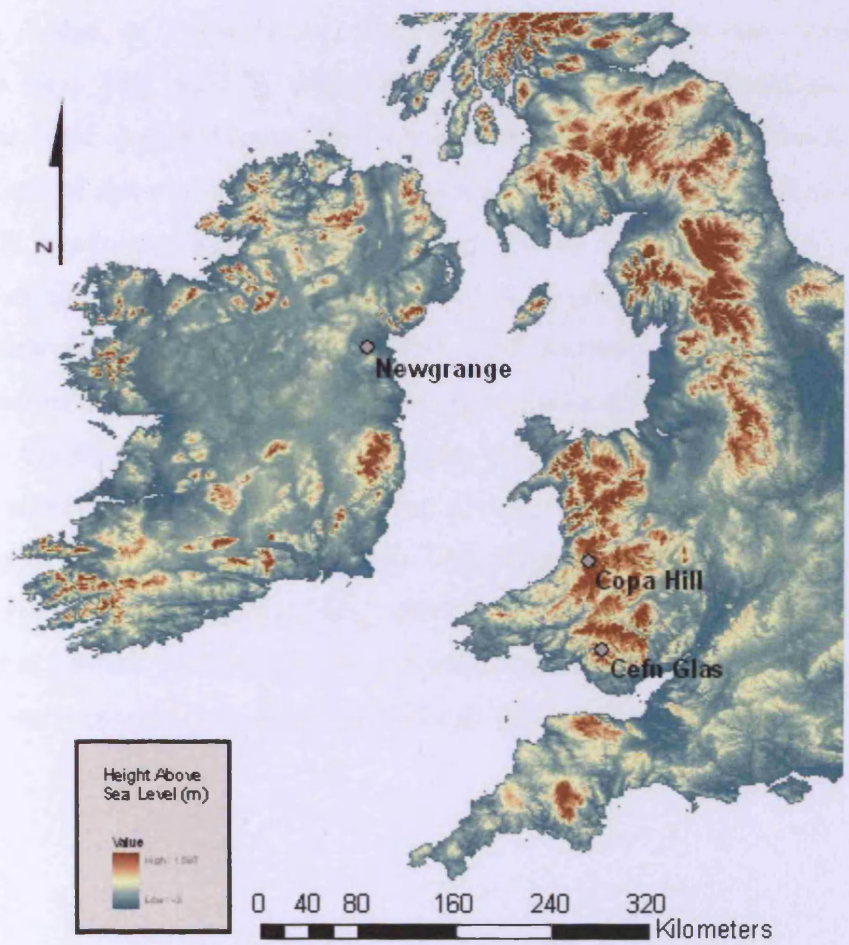 N
Newgrange
Copa Hill
Cefn Glas
Height Above
Sea Level (m)
Value
0 40 80 160 240 320
Kilometers